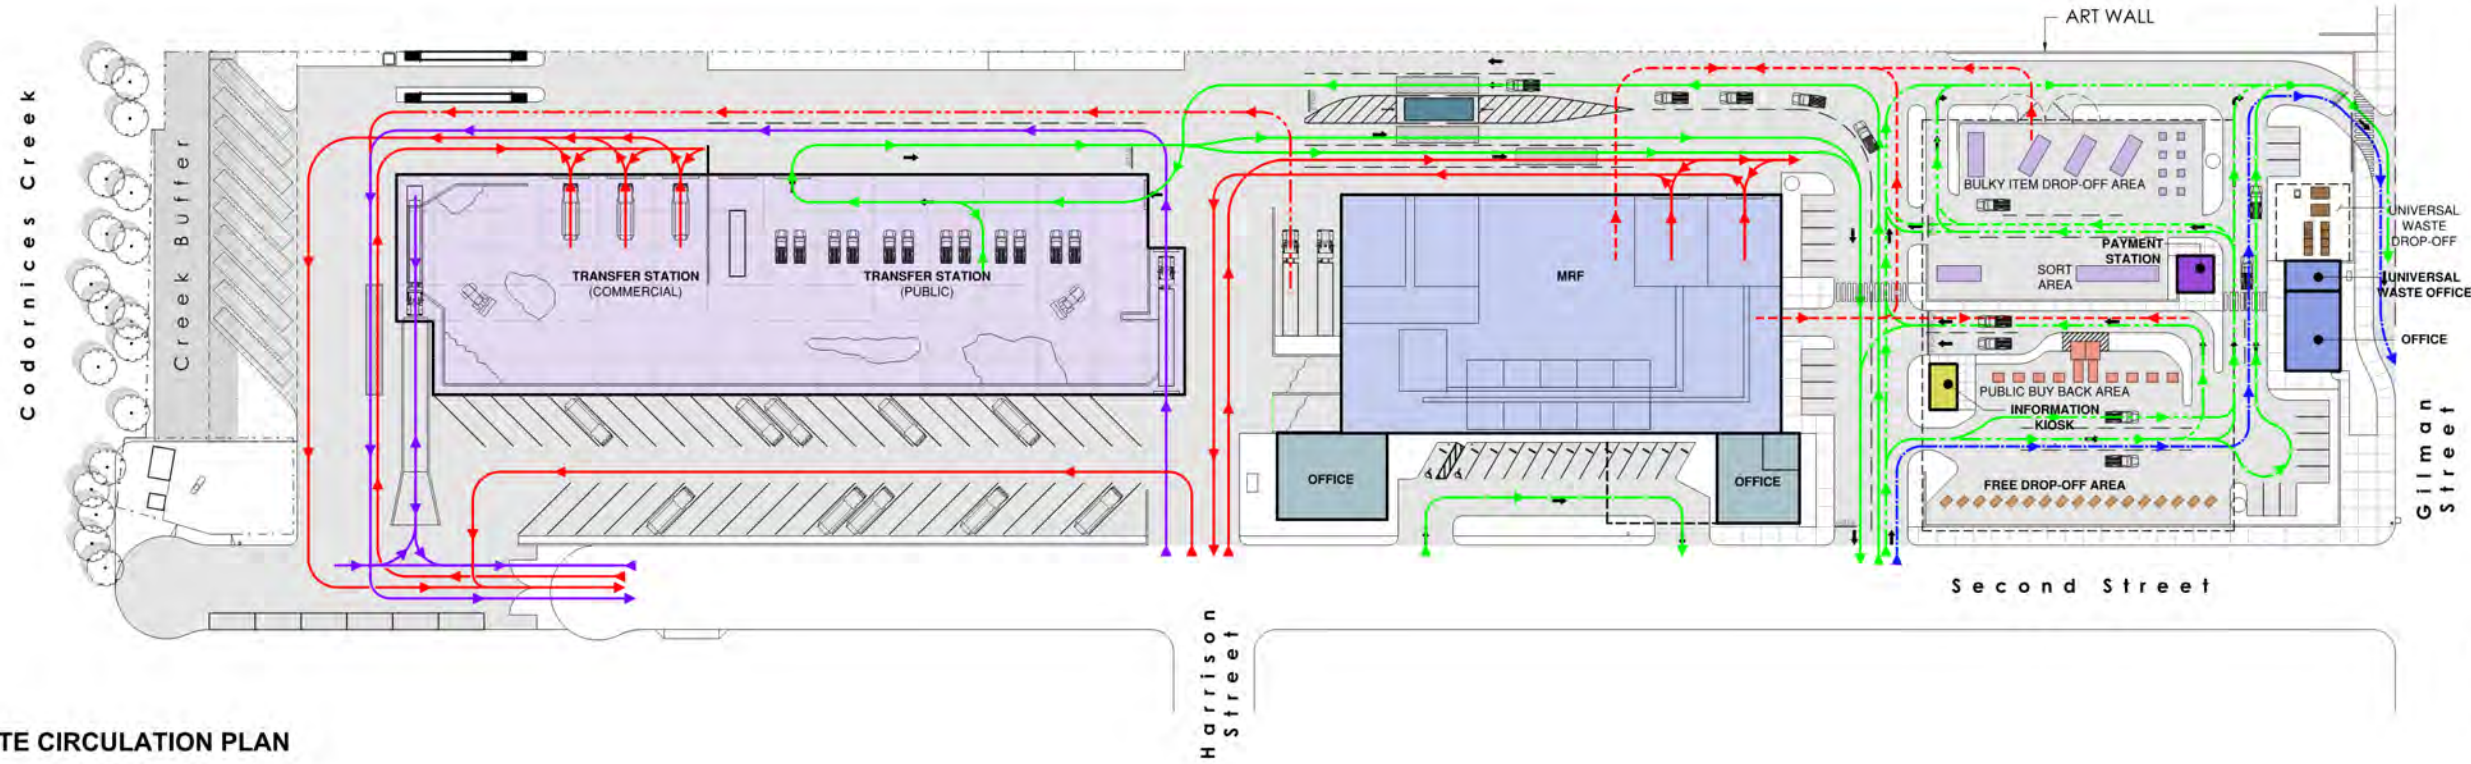 ART WALL
Codornices Creek
Creek Buffer
BULKY ITEM DROP-OFF AREA
UNIVERSAL
WASTE
DROP-OFF
PAYMENT
STATION
SORT
AREA
TRANSFER STATION
(COMMERCIAL)
TRANSFER STATION
(PUBLIC)
MRF
UNIVERSAL
WASTE OFFICE
OFFICE
PUBLIC BUY BACK AREA
INFORMATION
KIOSK
OFFICE
OFFICE
FREE DROP-OFF AREA
Gilman
Street
Second Street
Harrison
Street
TE CIRCULATION PLAN